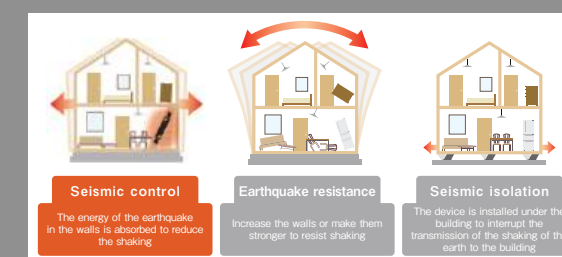 Seismic control
The energy of the earthquake
in the walls is absorbed to reduce
the shaking
Earthquake resistance
Increase the walls or make them
stronger to resist shaking
Seismic isolation
The device is installed under the
building to interrupt the
transmission of the shaking of the
earth to the building